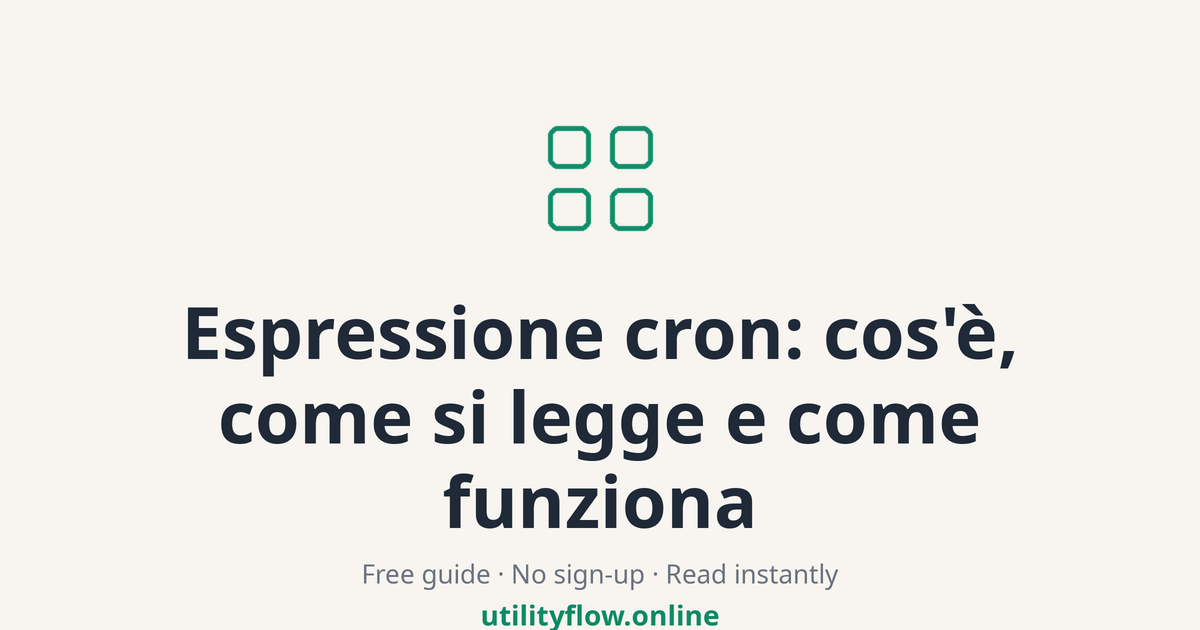 Espressione cron: cos'è,
come si legge e come
funziona
Free guide · No sign-up · Read instantly
utilityflow.online